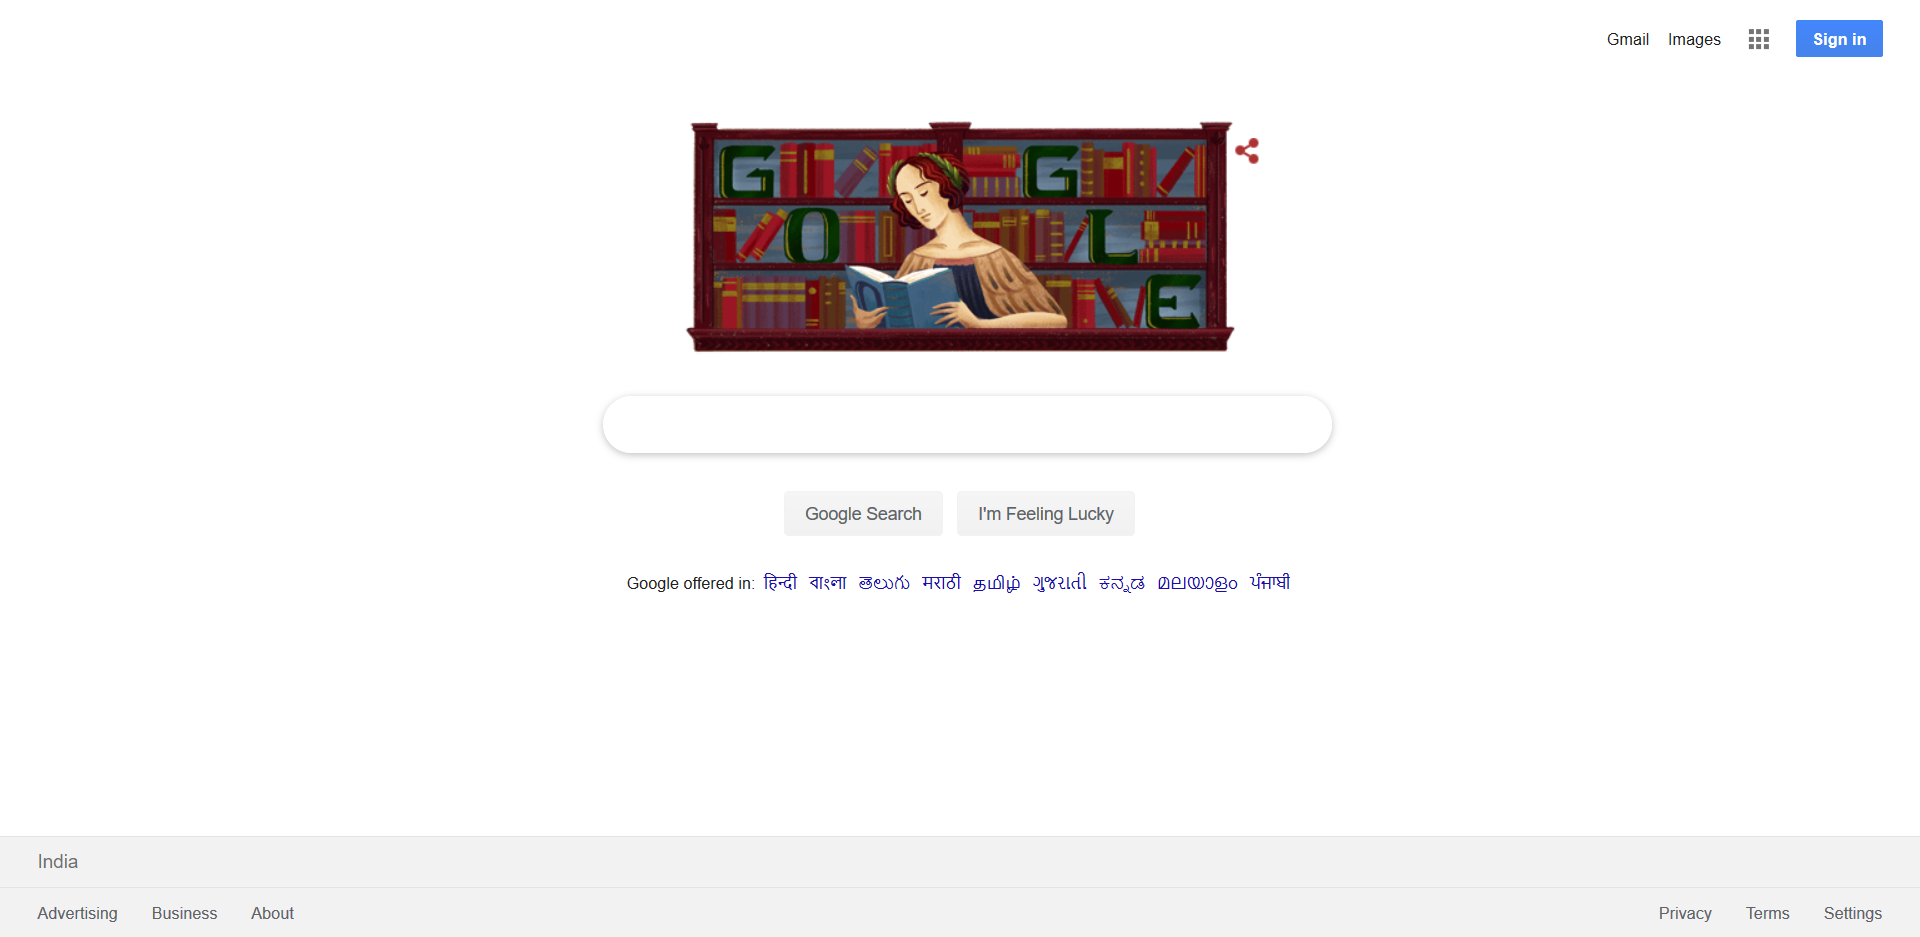 Gmail Images Sign in
G G
O L
E
Google Search I'm Feeling Lucky
Google offered in: हिन्दी বাংলা తెలుగు मराठी தமிழ் ગુજરાતી ಕನ್ನಡ മലയാളം ਪੰਜਾਬੀ
India
Advertising Business About Privacy Terms Settings